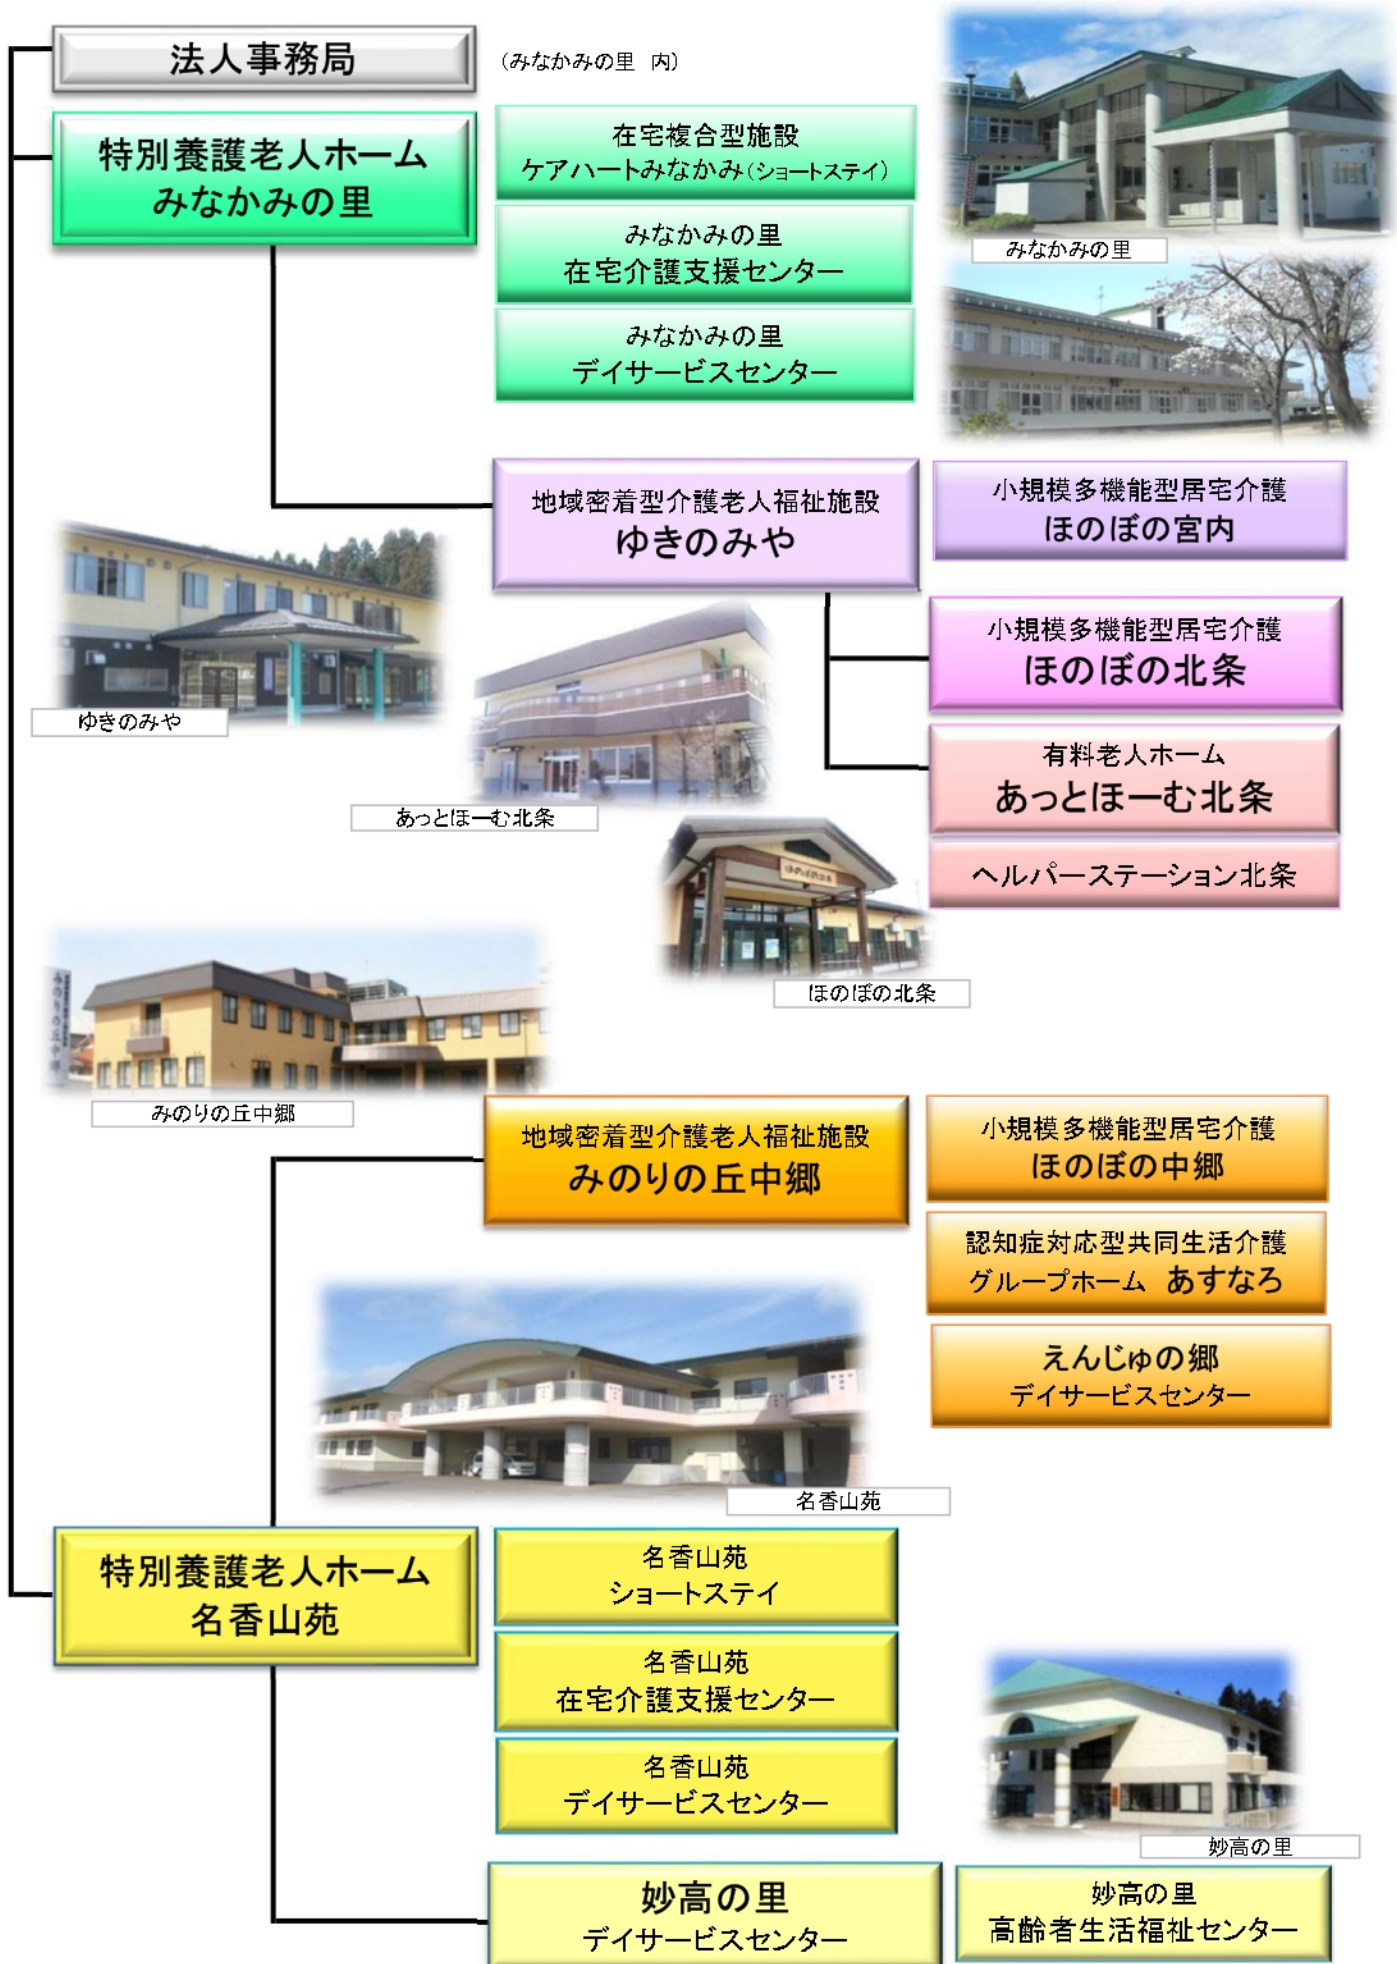 法人事務局
(みなかみの里 内)
特別養護老人ホーム
みなかみの里
在宅複合型施設
ケアハートみなかみ(ショートステイ)
みなかみの里
在宅介護支援センター
みなかみの里
デイサービスセンター
みなかみの里
地域密着型介護老人福祉施設
ゆきのみや
小規模多機能型居宅介護
ほのぼの宮内
小規模多機能型居宅介護
ほのぼの北条
有料老人ホーム
あっとほーむ北条
ヘルパーステーション北条
ゆきのみや
あっとほーむ北条
ほのぼの北条
ほのぼの北条
みのりの丘中郷
みのりの丘中郷
地域密着型介護老人福祉施設
みのりの丘中郷
小規模多機能型居宅介護
ほのぼの中郷
認知症対応型共同生活介護
グループホーム あすなろ
えんじゅの郷
デイサービスセンター
名香山苑
特別養護老人ホーム
名香山苑
名香山苑
ショートステイ
名香山苑
在宅介護支援センター
名香山苑
デイサービスセンター
妙高の里
妙高の里
デイサービスセンター
妙高の里
高齢者生活福祉センター